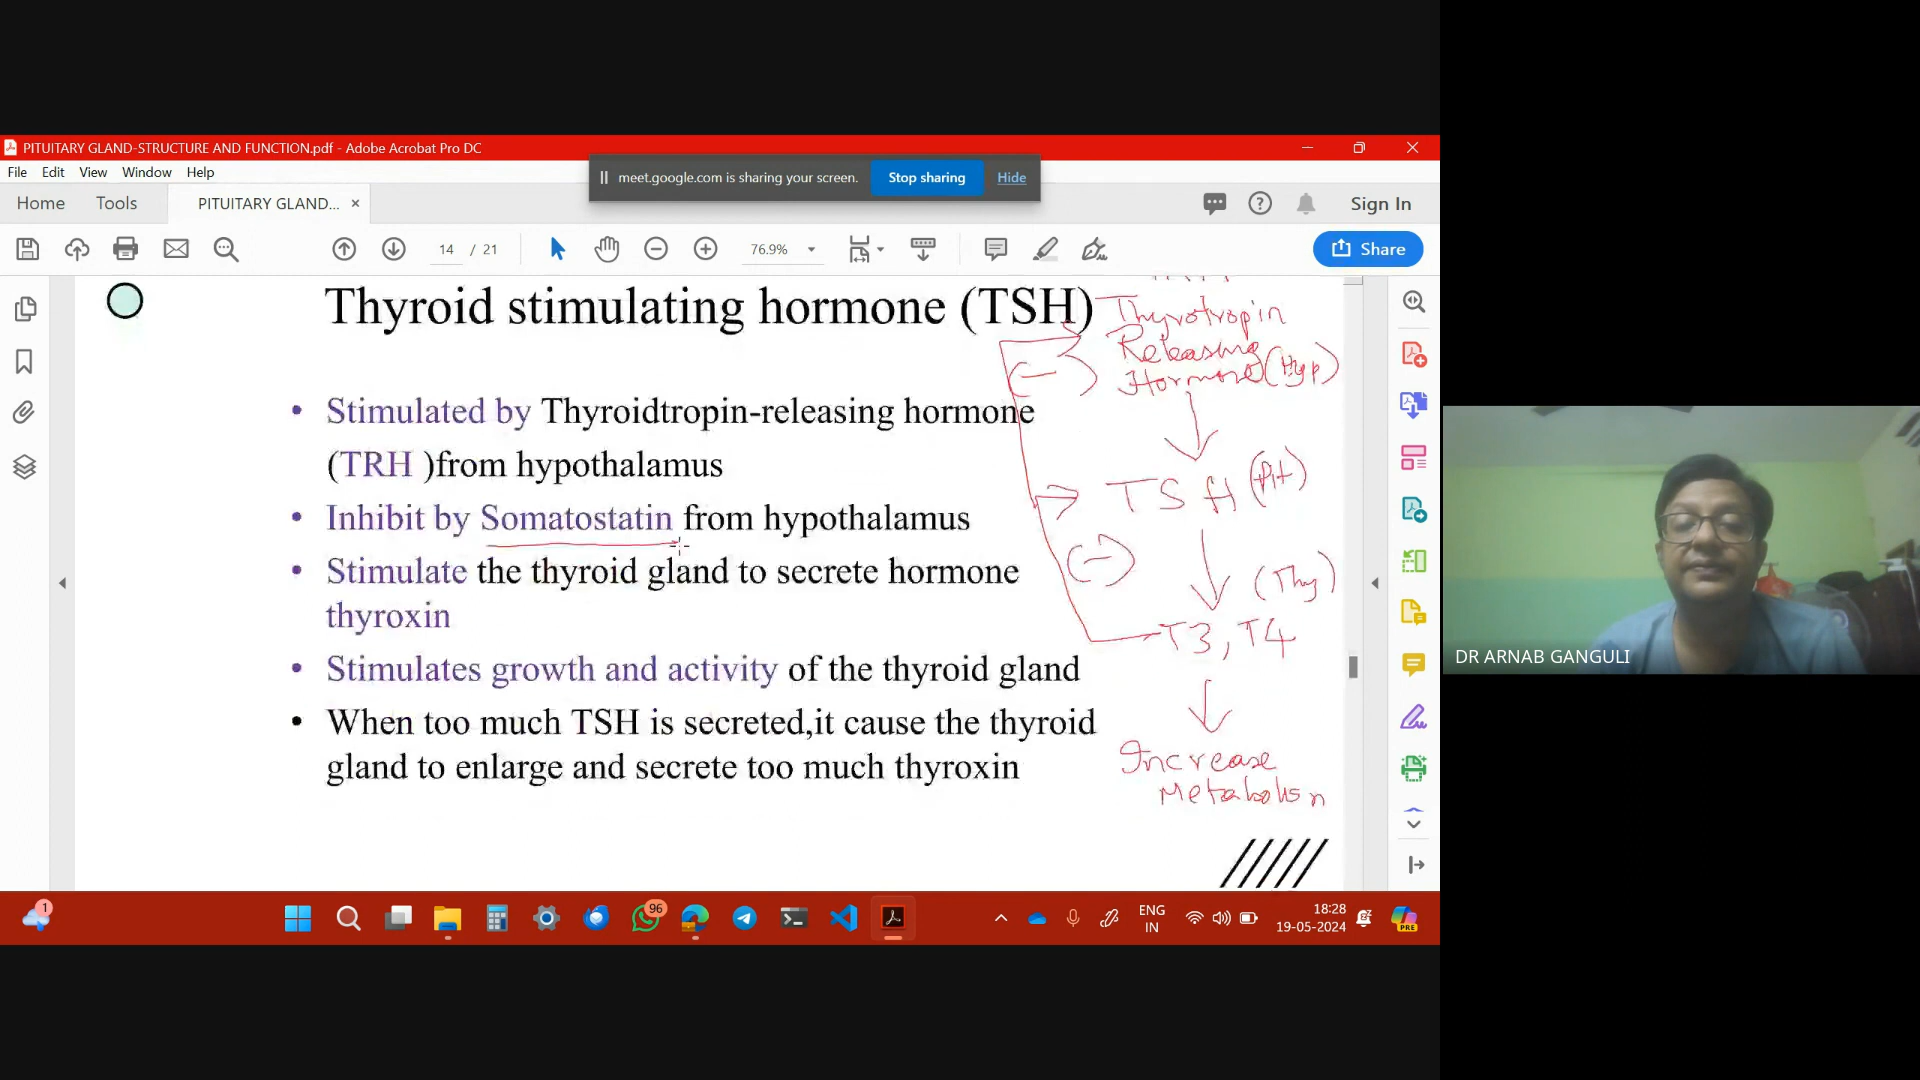 PITUITARY GLAND-STRUCTURE AND FUNCTION.pdf - Adobe Acrobat Pro DC
File Edit View Window Help
meet.google.com is sharing your screen. Stop sharing Hide
Home Tools PITUITARY GLAND... × Sign In
14 / 21 76.9% Share
Thyroid stimulating hormone (TSH)
• Stimulated by Thyroidtropin-releasing hormone
(TRH )from hypothalamus
• Inhibit by Somatostatin from hypothalamus
• Stimulate the thyroid gland to secrete hormone
thyroxin
• Stimulates growth and activity of the thyroid gland
• When too much TSH is secreted,it cause the thyroid
gland to enlarge and secrete too much thyroxin
Thyrotropin
Releasing
Hormone (Hyp)
(-)
TSH (Pit)
(-)
(Thy)
T3, T4
Increase
Metabolism
DR ARNAB GANGULI
1
96
ENG
IN
18:28
19-05-2024
PRE